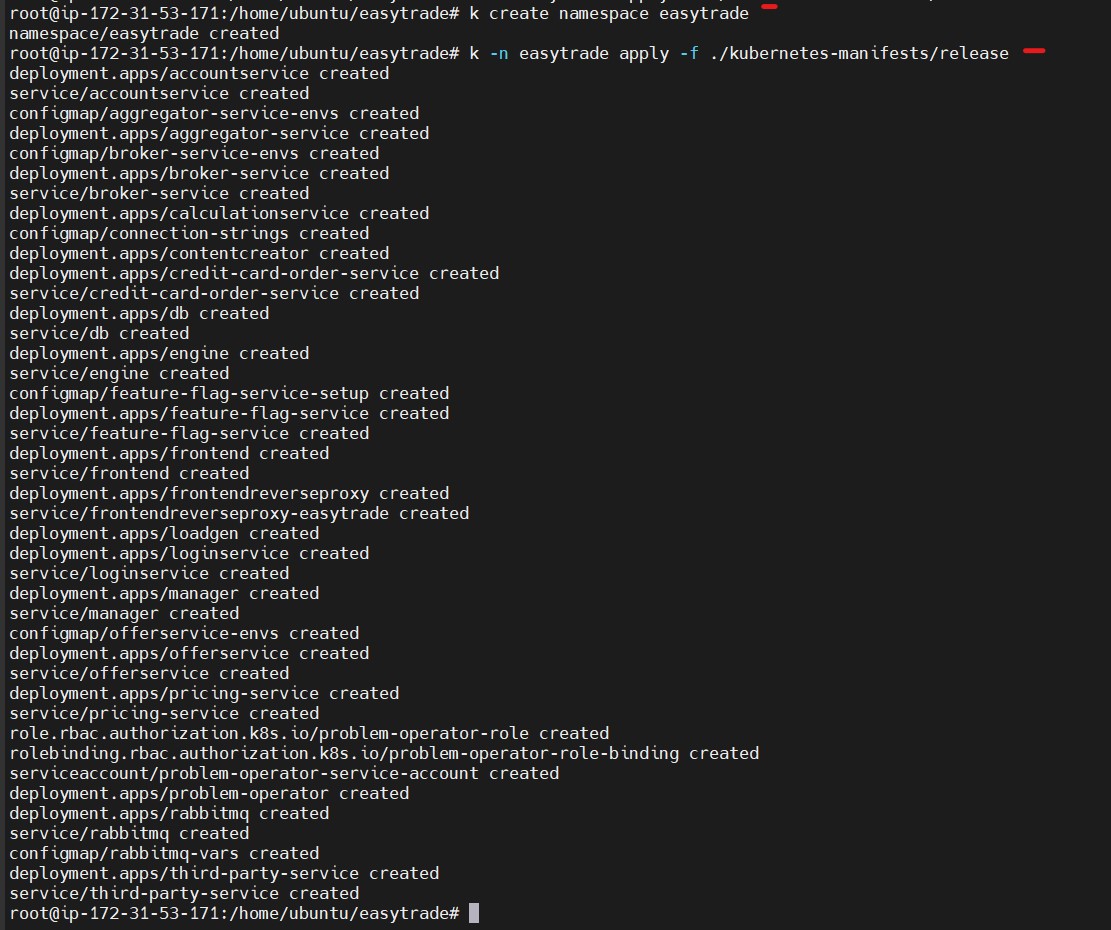 root@ip-172-31-53-171:/home/ubuntu/easytrade# k create namespace easytrade
namespace/easytrade created
root@ip-172-31-53-171:/home/ubuntu/easytrade# k -n easytrade apply -f ./kubernetes-manifests/release
deployment.apps/accountservice created
service/accountservice created
configmap/aggregator-service-envs created
deployment.apps/aggregator-service created
configmap/broker-service-envs created
deployment.apps/broker-service created
service/broker-service created
deployment.apps/calculationservice created
configmap/connection-strings created
deployment.apps/contentcreator created
deployment.apps/credit-card-order-service created
service/credit-card-order-service created
deployment.apps/db created
service/db created
deployment.apps/engine created
service/engine created
configmap/feature-flag-service-setup created
deployment.apps/feature-flag-service created
service/feature-flag-service created
deployment.apps/frontend created
service/frontend created
deployment.apps/frontendreverseproxy created
service/frontendreverseproxy-easytrade created
deployment.apps/loadgen created
deployment.apps/loginservice created
service/loginservice created
deployment.apps/manager created
service/manager created
configmap/offerservice-envs created
deployment.apps/offerservice created
service/offerservice created
deployment.apps/pricing-service created
service/pricing-service created
role.rbac.authorization.k8s.io/problem-operator-role created
rolebinding.rbac.authorization.k8s.io/problem-operator-role-binding created
serviceaccount/problem-operator-service-account created
deployment.apps/problem-operator created
deployment.apps/rabbitmq created
service/rabbitmq created
configmap/rabbitmq-vars created
deployment.apps/third-party-service created
service/third-party-service created
root@ip-172-31-53-171:/home/ubuntu/easytrade#